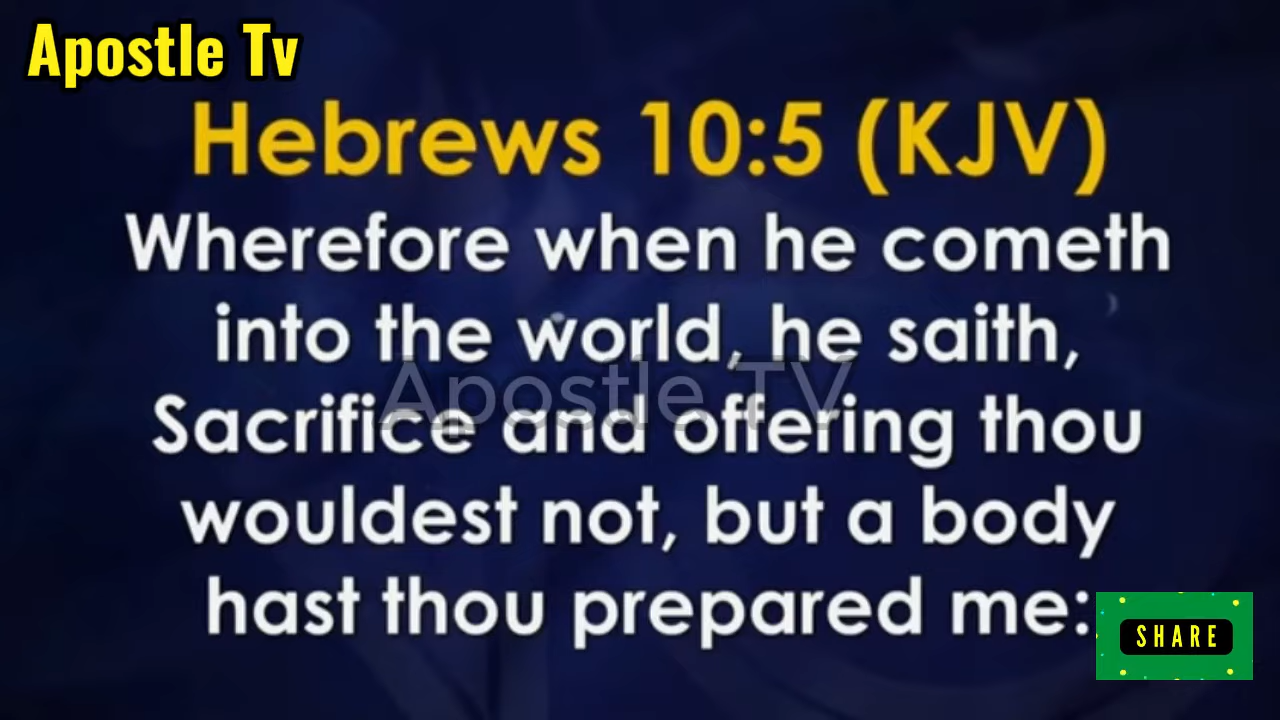 Apostle Tv
Hebrews 10:5 (KJV)
Wherefore when he cometh
into the world, he saith,
Apostle TV
Sacrifice and offering thou
wouldest not, but a body
hast thou prepared me:
SHARE